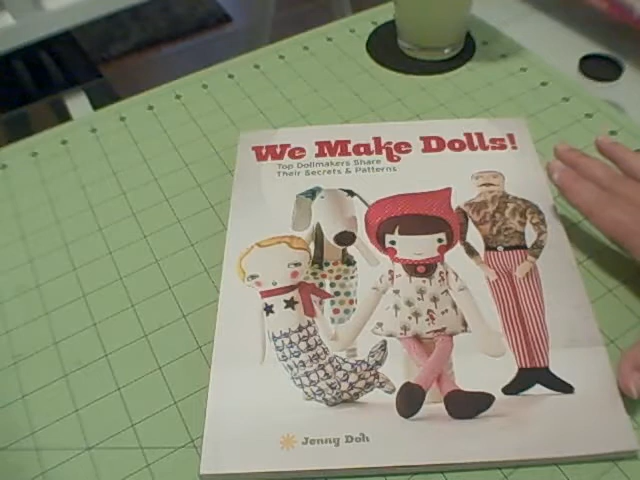 We Make Dolls!
Top Dollmakers Share
Their Secrets & Patterns
Jenny Doh